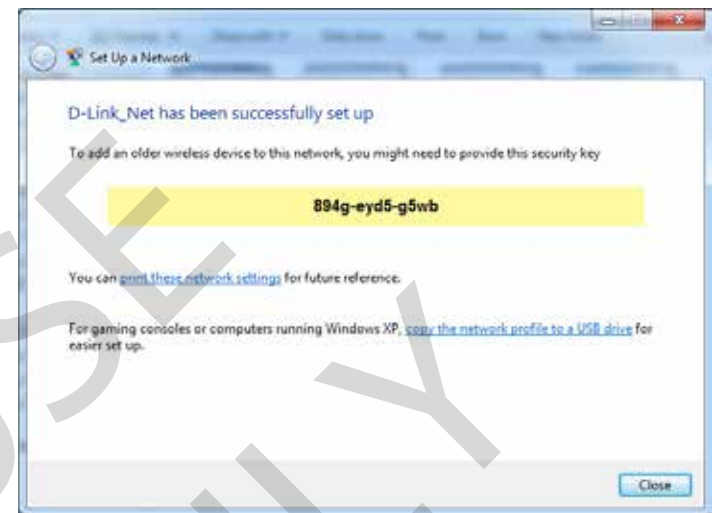 Set Up a Network
D-Link_Net has been successfully set up
To add an older wireless device to this network, you might need to provide this security key
894g-eyd5-g5wb
You can print these network settings for future reference.
For gaming consoles or computers running Windows XP, copy the network profile to a USB drive for
easier set up.
Close